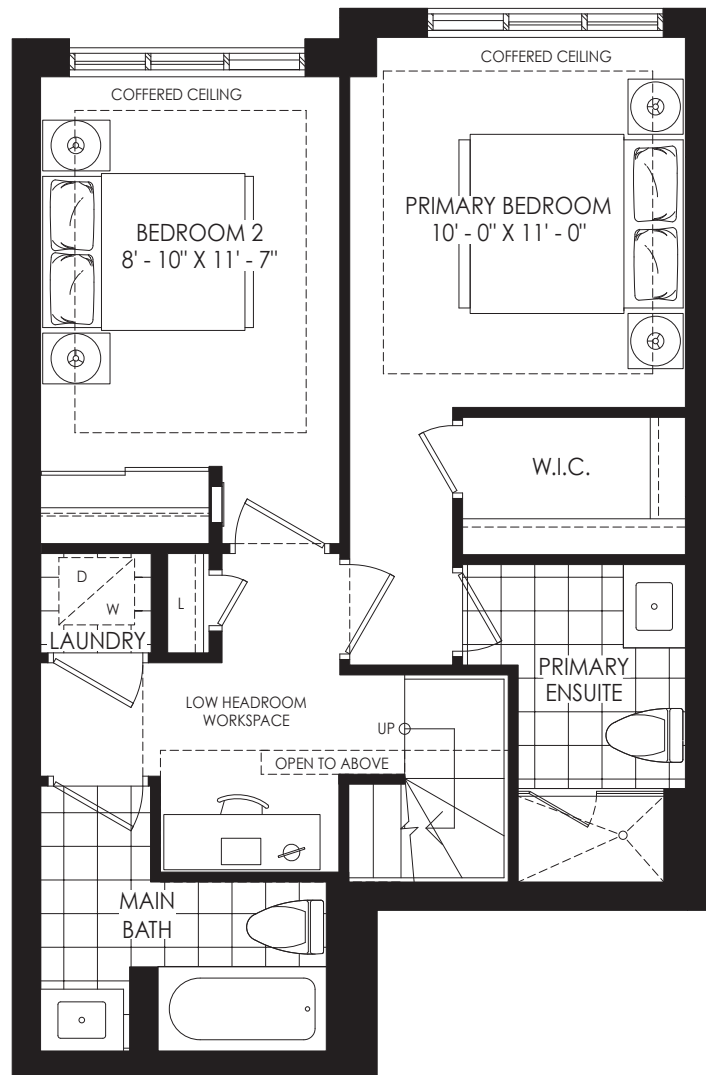 COFFERED CEILING
COFFERED CEILING
BEDROOM 2
8' - 10" X 11' - 7"
PRIMARY BEDROOM
10' - 0" X 11' - 0"
W.I.C.
D
W
LAUNDRY
L
PRIMARY
ENSUITE
LOW HEADROOM
WORKSPACE
UP
OPEN TO ABOVE
MAIN
BATH